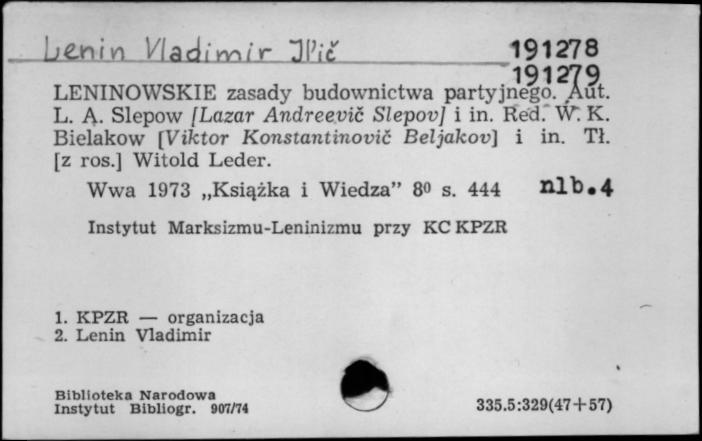 Lenin Vladimir Il'ič 191278
191279
LENINOWSKIE zasady budownictwa partyjnego. Aut.
L. A. Slepow [Lazar Andreevič Slepov] i in. Red. W. K.
Bielakow [Viktor Konstantinovič Beljakov] i in. Tł.
[z ros.] Witold Leder.
Wwa 1973 „Książka i Wiedza” 8⁰ s. 444 nlb.4
Instytut Marksizmu-Leninizmu przy KC KPZR
1. KPZR — organizacja
2. Lenin Vladimir
Biblioteka Narodowa
Instytut Bibliogr. 907/74 335.5:329(47+57)